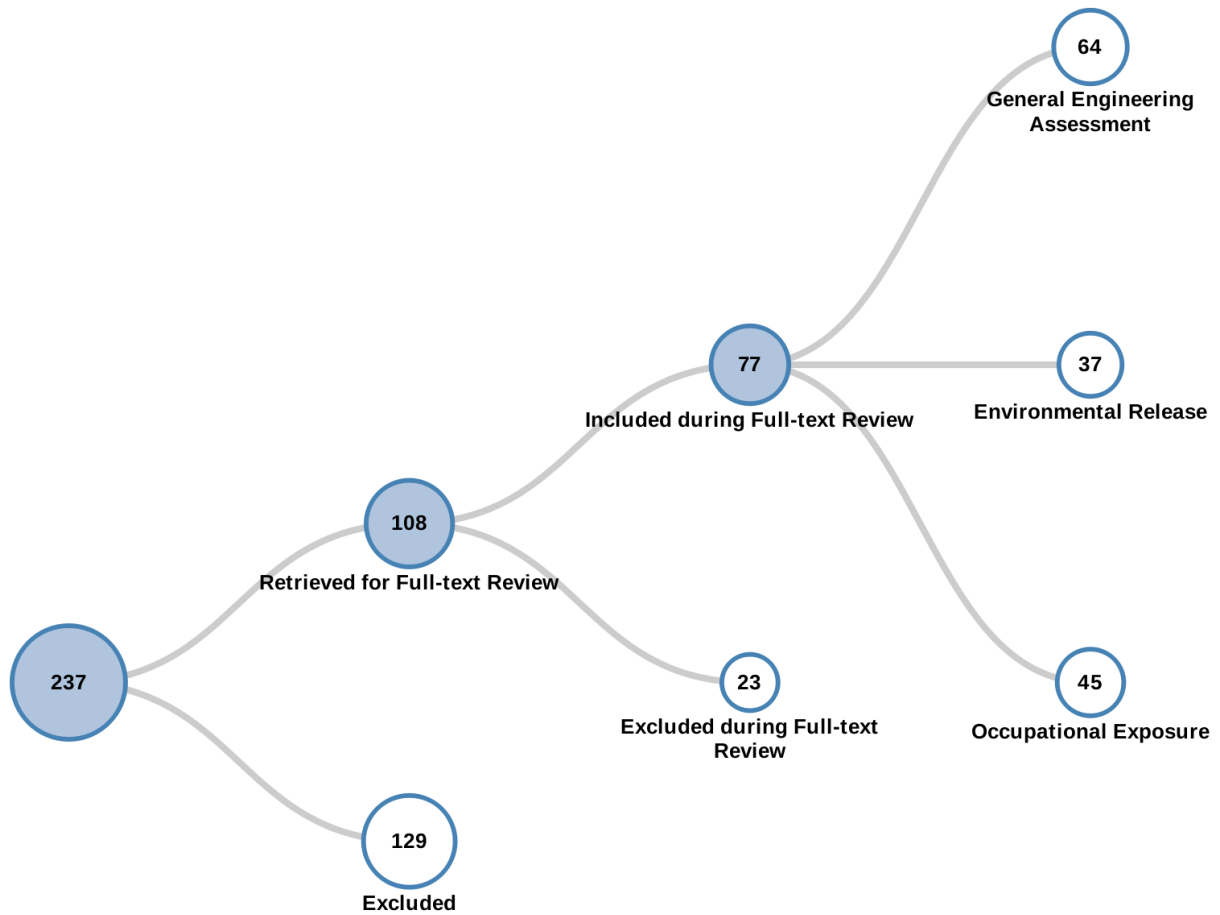 64
General Engineering
Assessment
77
Included during Full-text Review
37
Environmental Release
108
Retrieved for Full-text Review
237
23
Excluded during Full-text
Review
45
Occupational Exposure
129
Excluded